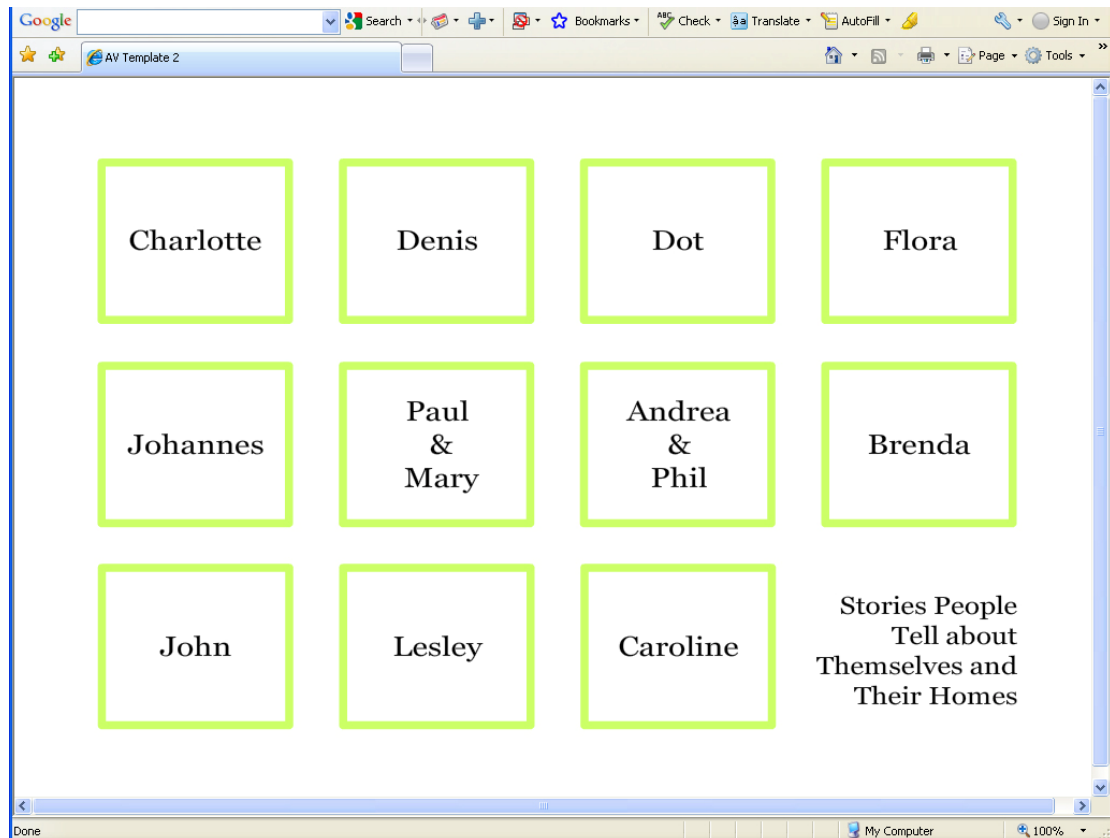 Google Search Bookmarks Check Translate AutoFill Sign In
AV Template 2 Page Tools
Charlotte
Denis
Dot
Flora
Johannes
Paul
&
Mary
Andrea
&
Phil
Brenda
John
Lesley
Caroline
Stories People
Tell about
Themselves and
Their Homes
Done My Computer 100%